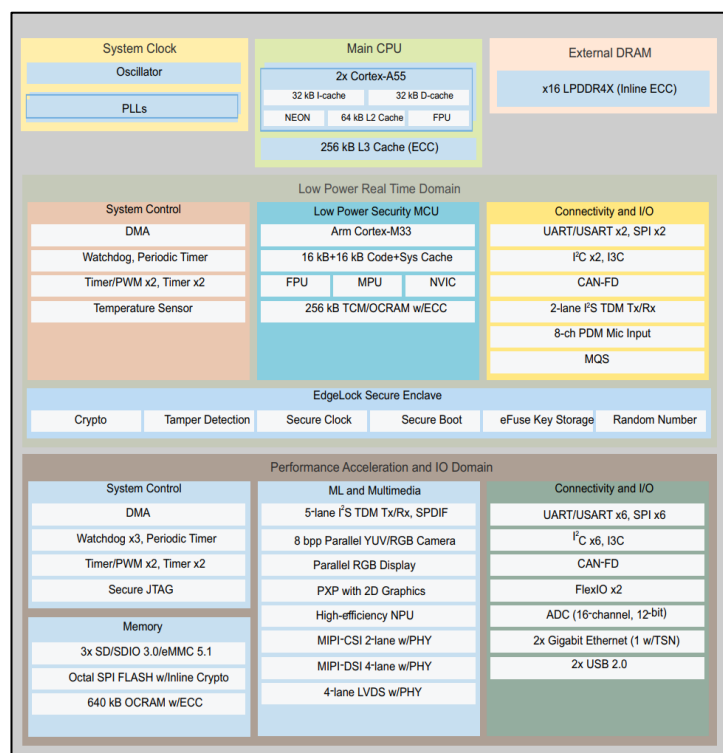 System Clock
Oscillator
PLLs
Main CPU
2x Cortex-A55
32 kB I-cache
32 kB D-cache
NEON
64 kB L2 Cache
FPU
256 kB L3 Cache (ECC)
External DRAM
x16 LPDDR4X (Inline ECC)
Low Power Real Time Domain
System Control
DMA
Watchdog, Periodic Timer
Timer/PWM x2, Timer x2
Temperature Sensor
Low Power Security MCU
Arm Cortex-M33
16 kB+16 kB Code+Sys Cache
FPU
MPU
NVIC
256 kB TCM/OCRAM w/ECC
Connectivity and I/O
UART/USART x2, SPI x2
I²C x2, I3C
CAN-FD
2-lane I²S TDM Tx/Rx
8-ch PDM Mic Input
MQS
EdgeLock Secure Enclave
Crypto
Tamper Detection
Secure Clock
Secure Boot
eFuse Key Storage
Random Number
Performance Acceleration and IO Domain
System Control
DMA
Watchdog x3, Periodic Timer
Timer/PWM x2, Timer x2
Secure JTAG
Memory
3x SD/SDIO 3.0/eMMC 5.1
Octal SPI FLASH w/Inline Crypto
640 kB OCRAM w/ECC
ML and Multimedia
5-lane I²S TDM Tx/Rx, SPDIF
8 bpp Parallel YUV/RGB Camera
Parallel RGB Display
PXP with 2D Graphics
High-efficiency NPU
MIPI-CSI 2-lane w/PHY
MIPI-DSI 4-lane w/PHY
4-lane LVDS w/PHY
Connectivity and I/O
UART/USART x6, SPI x6
I²C x6, I3C
CAN-FD
FlexIO x2
ADC (16-channel, 12-bit)
2x Gigabit Ethernet (1 w/TSN)
2x USB 2.0